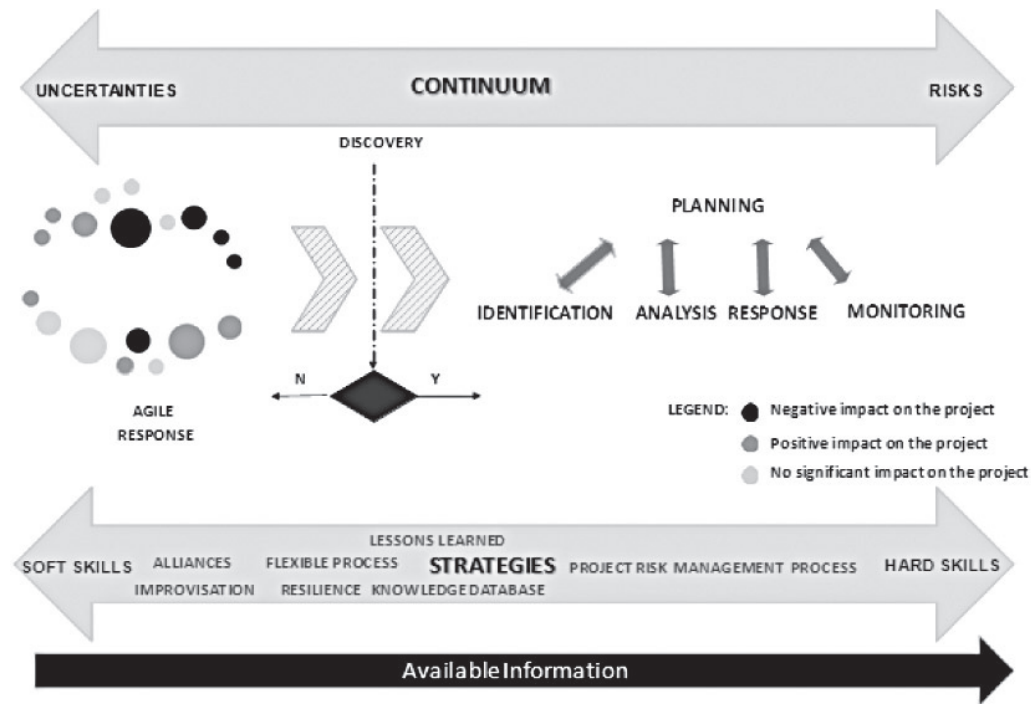 UNCERTAINTIES CONTINUUM RISKS
DISCOVERY
PLANNING
IDENTIFICATION ANALYSIS RESPONSE MONITORING
N Y
AGILE
RESPONSE
LEGEND: Negative impact on the project
Positive impact on the project
No significant impact on the project
LESSONS LEARNED
SOFT SKILLS ALLIANCES FLEXIBLE PROCESS STRATEGIES PROJECT RISK MANAGEMENT PROCESS HARD SKILLS
IMPROVISATION RESILIENCE KNOWLEDGE DATABASE
Available Information